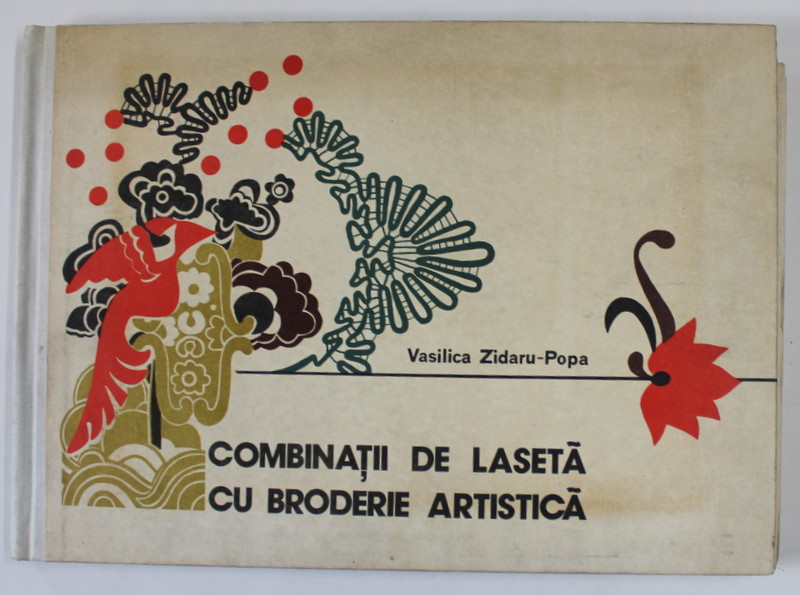 Vasilica Zidaru-Popa
COMBINAȚII DE LASETĂ
CU BRODERIE ARTISTICĂ